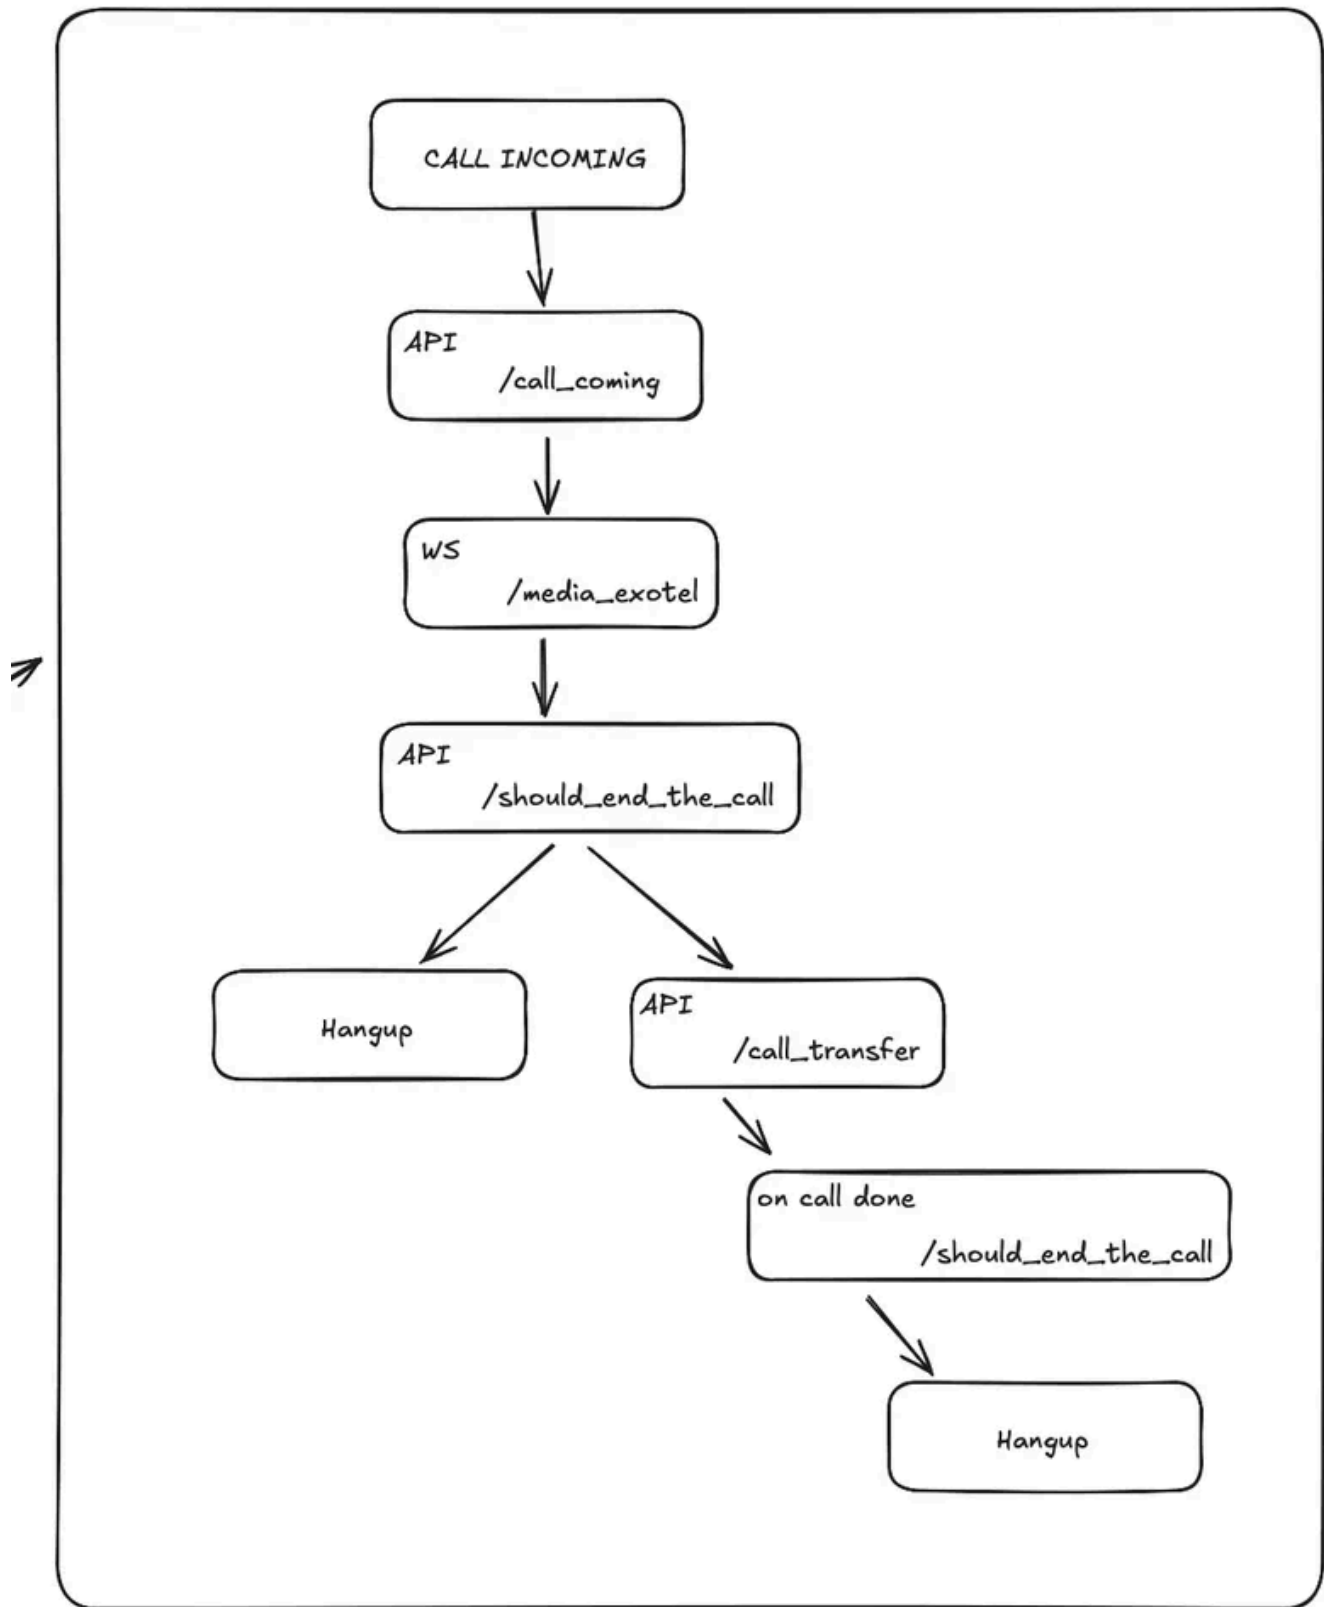 CALL INCOMING
API
/call_coming
WS
/media_exotel
API
/should_end_the_call
Hangup
API
/call_transfer
on call done
/should_end_the_call
Hangup